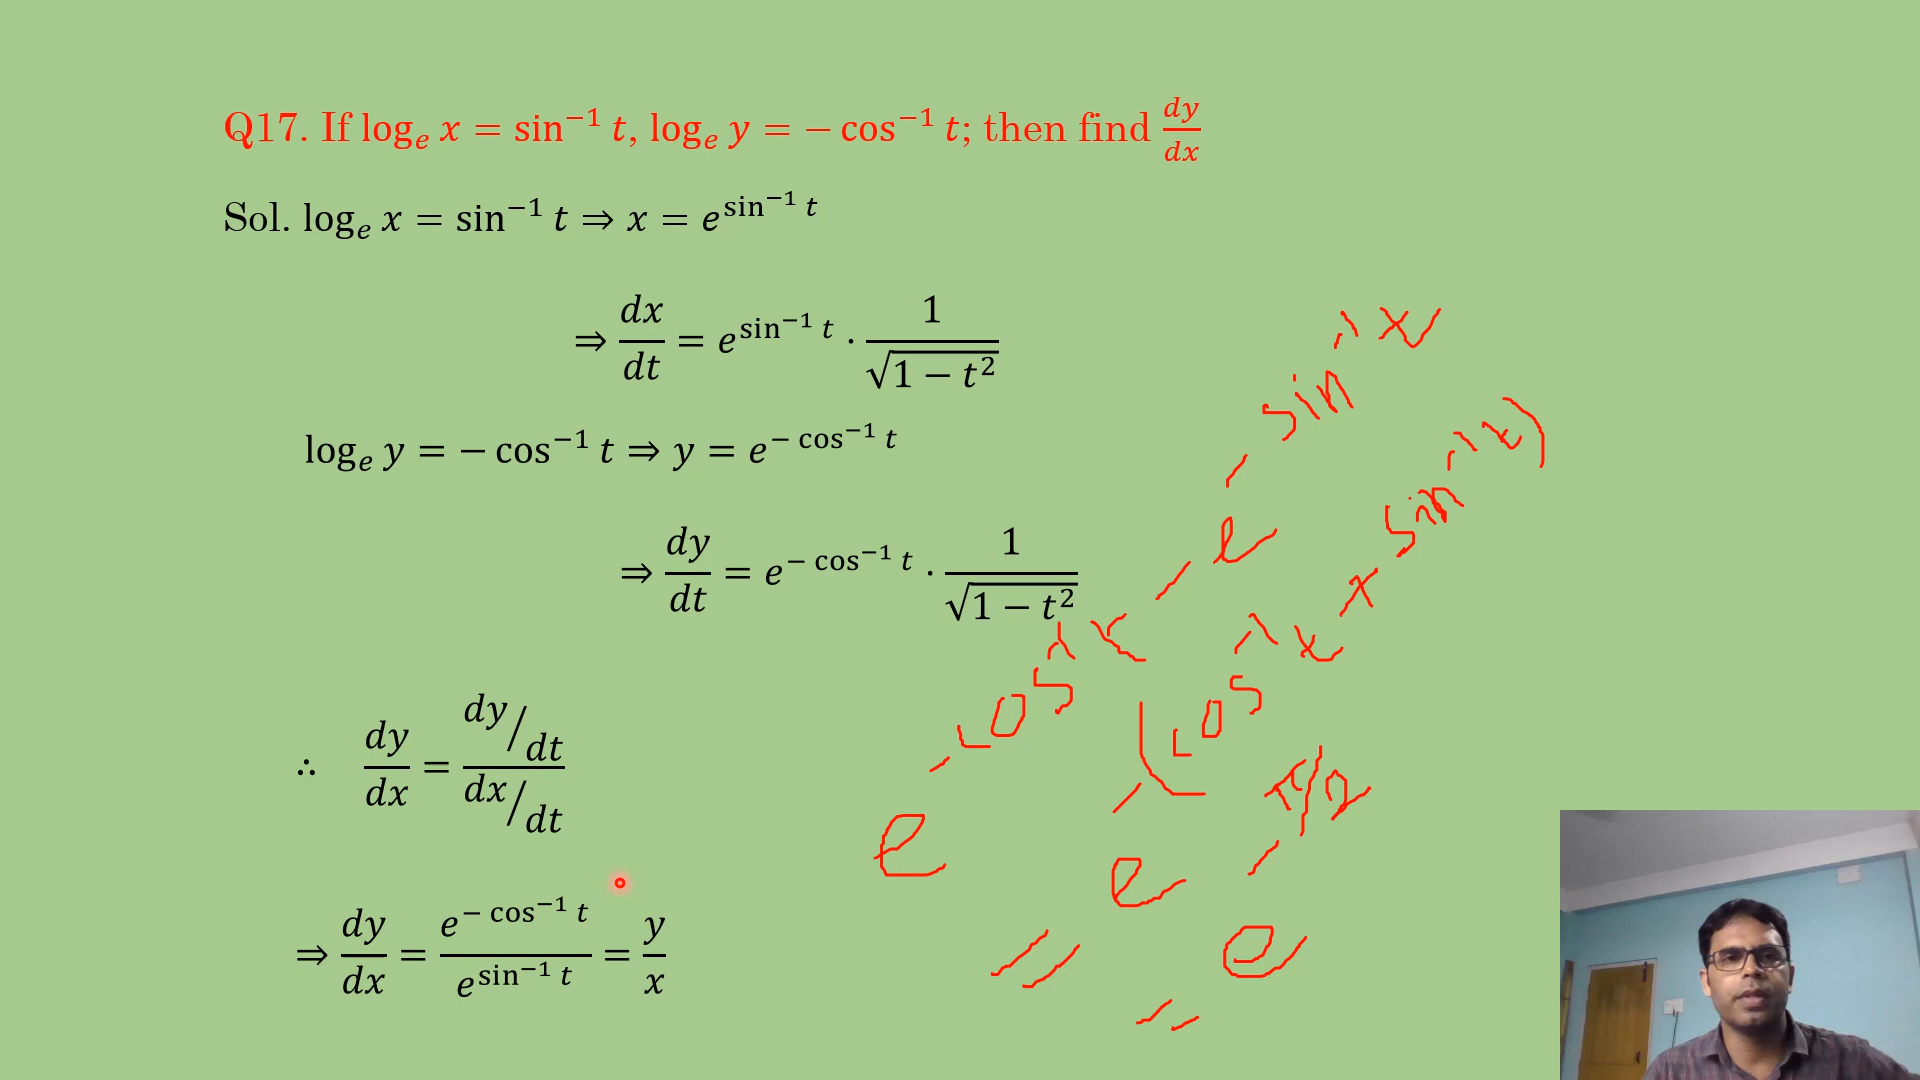 Q17. If logₑ x = sin⁻¹ t, logₑ y = − cos⁻¹ t; then find dy/dx
Sol. logₑ x = sin⁻¹ t ⇒ x = e^(sin⁻¹ t)
⇒ dx/dt = e^(sin⁻¹ t) · 1/√(1 − t²)
logₑ y = − cos⁻¹ t ⇒ y = e^(− cos⁻¹ t)
⇒ dy/dt = e^(− cos⁻¹ t) · 1/√(1 − t²)
∴ dy/dx = (dy/dt)/(dx/dt)
⇒ dy/dx = e^(− cos⁻¹ t)/e^(sin⁻¹ t) = y/x
e
= e
= e^(−π/2)